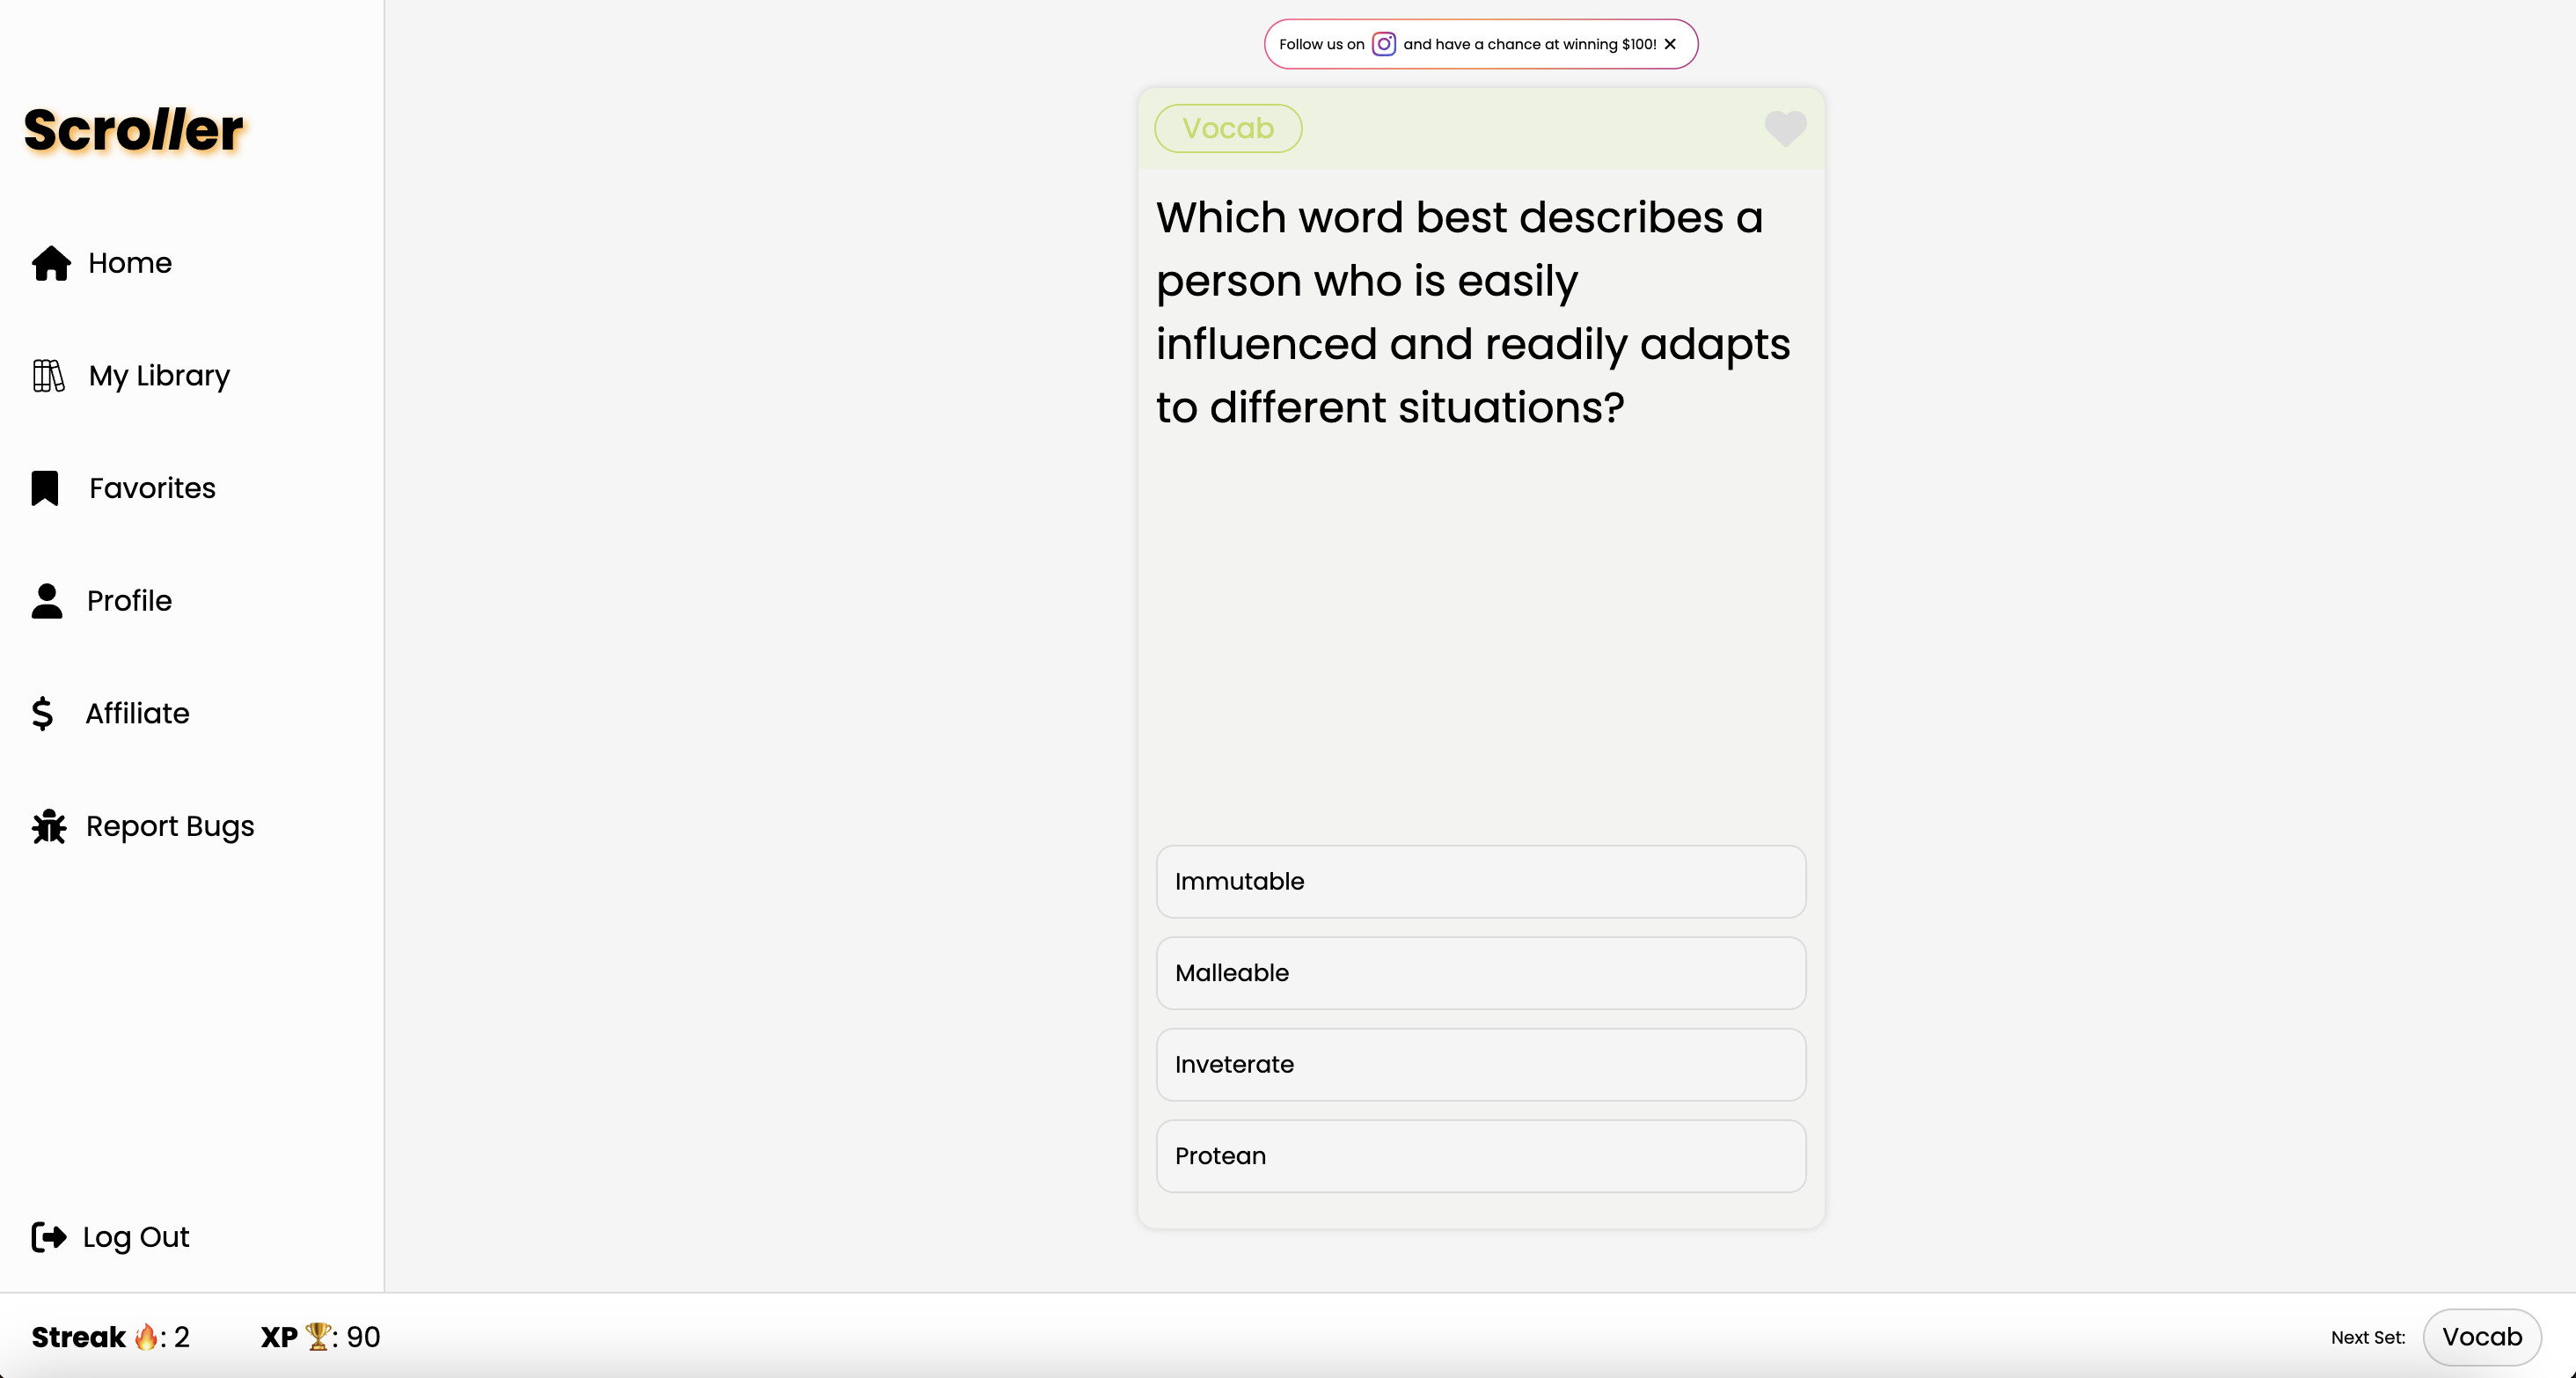 Scroller
Home
My Library
Favorites
Profile
Affiliate
Report Bugs
Log Out
Follow us on and have a chance at winning $100! ✕
Vocab
Which word best describes a
person who is easily
influenced and readily adapts
to different situations?
Immutable
Malleable
Inveterate
Protean
Streak 🔥: 2 XP 🏆: 90
Next Set: Vocab